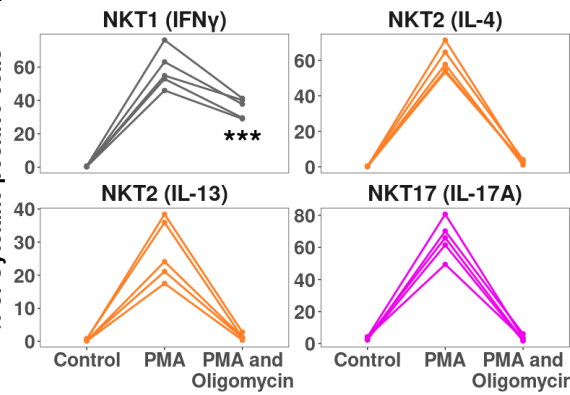 NKT1 (IFNγ)
NKT2 (IL-4)
60
40
20
0
***
60
40
20
0
NKT2 (IL-13)
NKT17 (IL-17A)
40
30
20
10
0
80
60
40
20
0
Control
PMA
PMA and
Oligomycin
Control
PMA
PMA and
Oligomycin